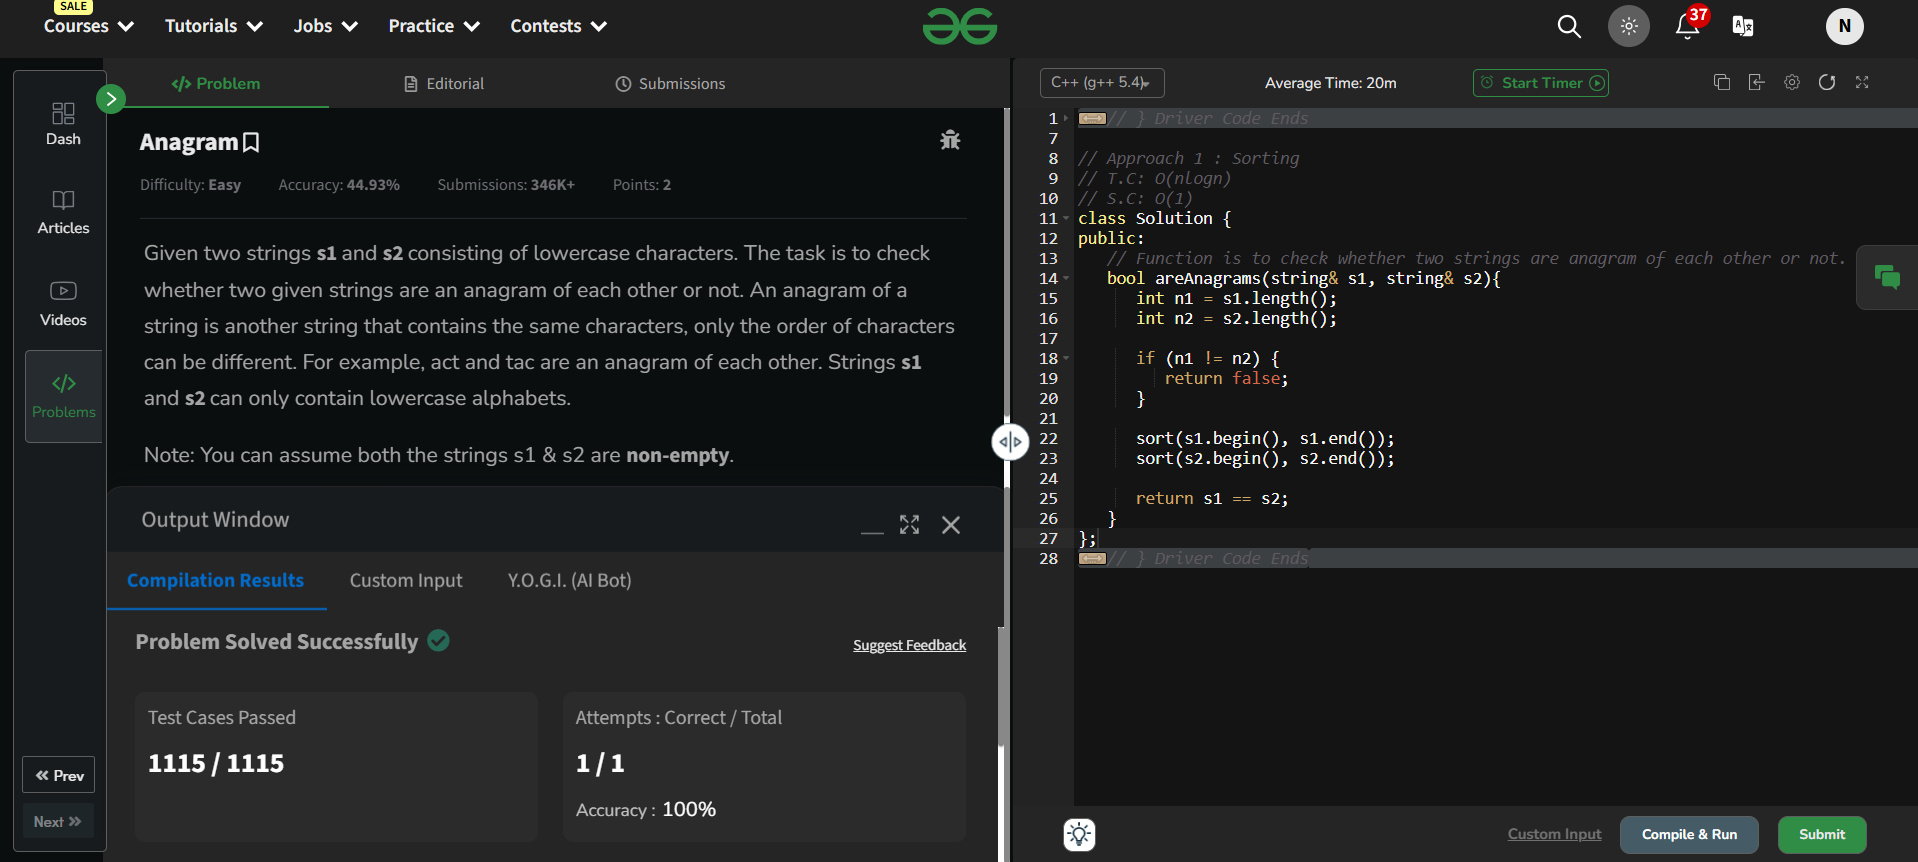 SALE
Courses Tutorials Jobs Practice Contests
37
N
Dash
Articles
Videos
Problems
Prev
Next
Problem Editorial Submissions
Anagram
Difficulty: Easy Accuracy: 44.93% Submissions: 346K+ Points: 2
Given two strings s1 and s2 consisting of lowercase characters. The task is to check
whether two given strings are an anagram of each other or not. An anagram of a
string is another string that contains the same characters, only the order of characters
can be different. For example, act and tac are an anagram of each other. Strings s1
and s2 can only contain lowercase alphabets.
Note: You can assume both the strings s1 & s2 are non-empty.
Output Window
Compilation Results Custom Input Y.O.G.I. (AI Bot)
Problem Solved Successfully
Suggest Feedback
Test Cases Passed
1115 / 1115
Attempts : Correct / Total
1 / 1
Accuracy : 100%
C++ (g++ 5.4) Average Time: 20m Start Timer
1 // } Driver Code Ends
7
8 // Approach 1 : Sorting
9 // T.C: O(nlogn)
10 // S.C: O(1)
11 class Solution {
12 public:
13 // Function is to check whether two strings are anagram of each other or not.
14 bool areAnagrams(string& s1, string& s2){
15 int n1 = s1.length();
16 int n2 = s2.length();
17
18 if (n1 != n2) {
19 return false;
20 }
21
22 sort(s1.begin(), s1.end());
23 sort(s2.begin(), s2.end());
24
25 return s1 == s2;
26 }
27 };
28 // } Driver Code Ends
Custom Input Compile & Run Submit